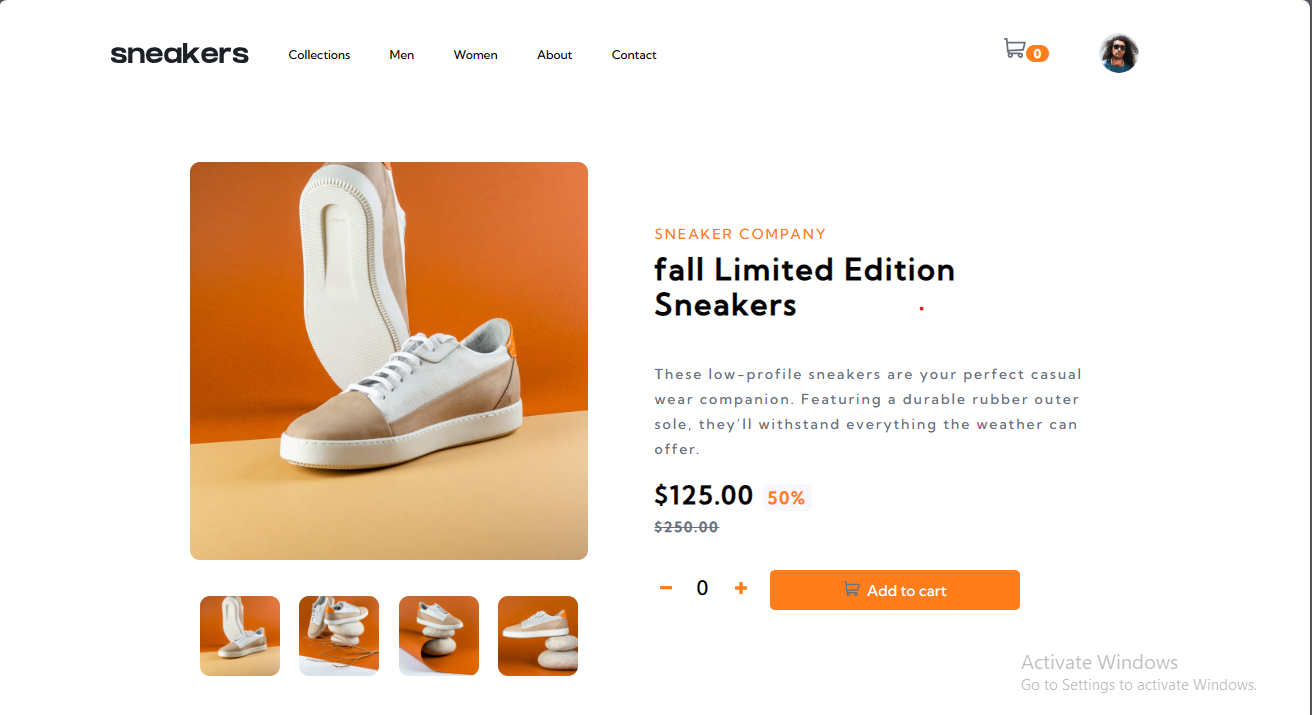 sneakers
Collections Men Women About Contact
0
SNEAKER COMPANY
fall Limited Edition
Sneakers
These low-profile sneakers are your perfect casual
wear companion. Featuring a durable rubber outer
sole, they'll withstand everything the weather can
offer.
$125.00 50%
$250.00
0
Add to cart
Activate Windows
Go to Settings to activate Windows.